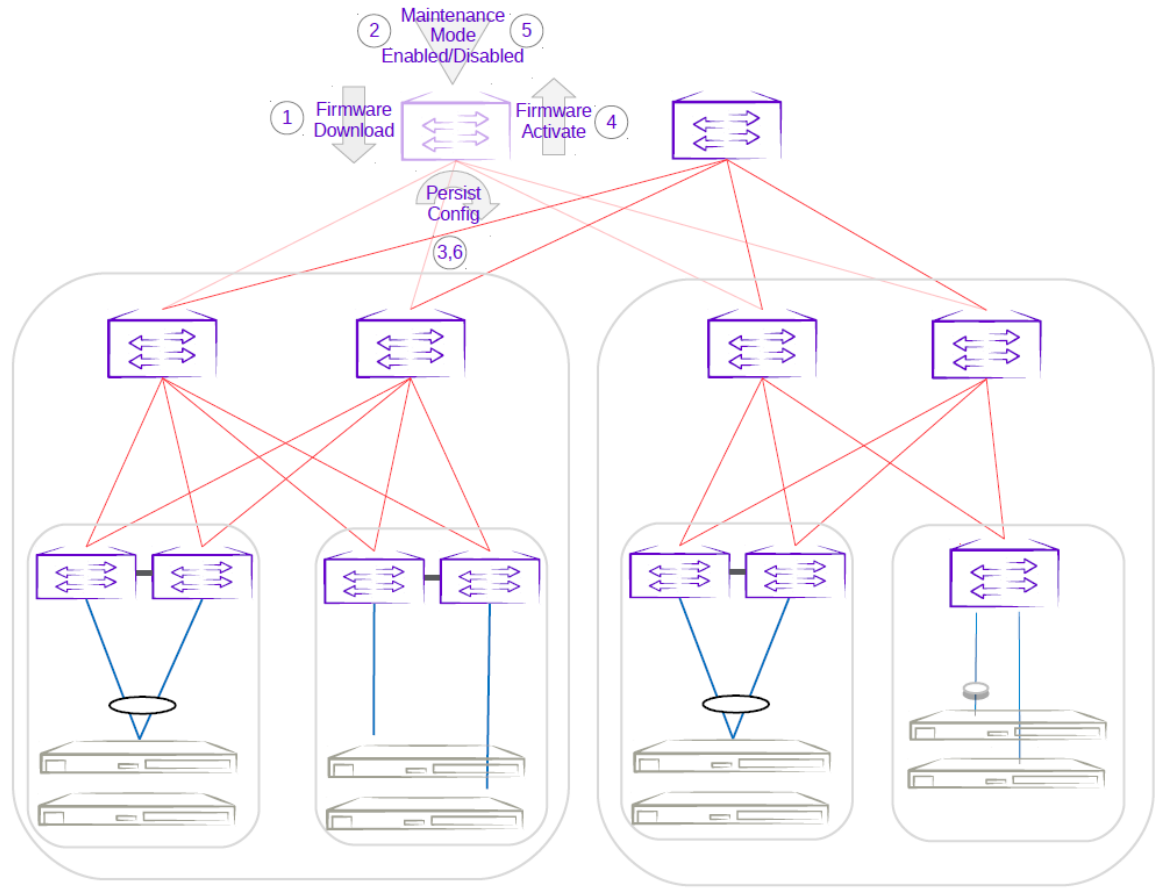 2
Maintenance
Mode
Enabled/Disabled
5
1
Firmware
Download
Firmware
Activate
4
Persist
Config
3,6